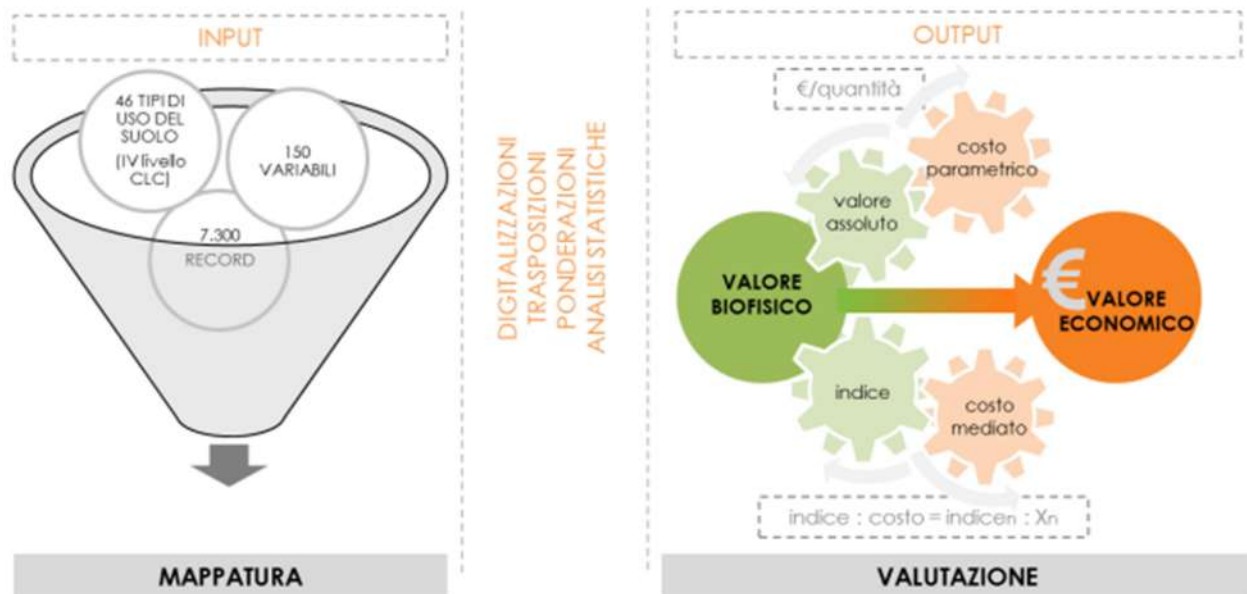 INPUT
46 TIPI DI
USO DEL
SUOLO
(IV livello
CLC)
150
VARIABILI
7.300
RECORD
MAPPATURA
DIGITALIZZAZIONI
TRASPOSIZIONI
PONDERAZIONI
ANALISI STATISTICHE
OUTPUT
€/quantità
costo
parametrico
valore
assoluto
VALORE
BIOFISICO
€
VALORE
ECONOMICO
indice
costo
mediato
indice : costo = indicen : Xn
VALUTAZIONE